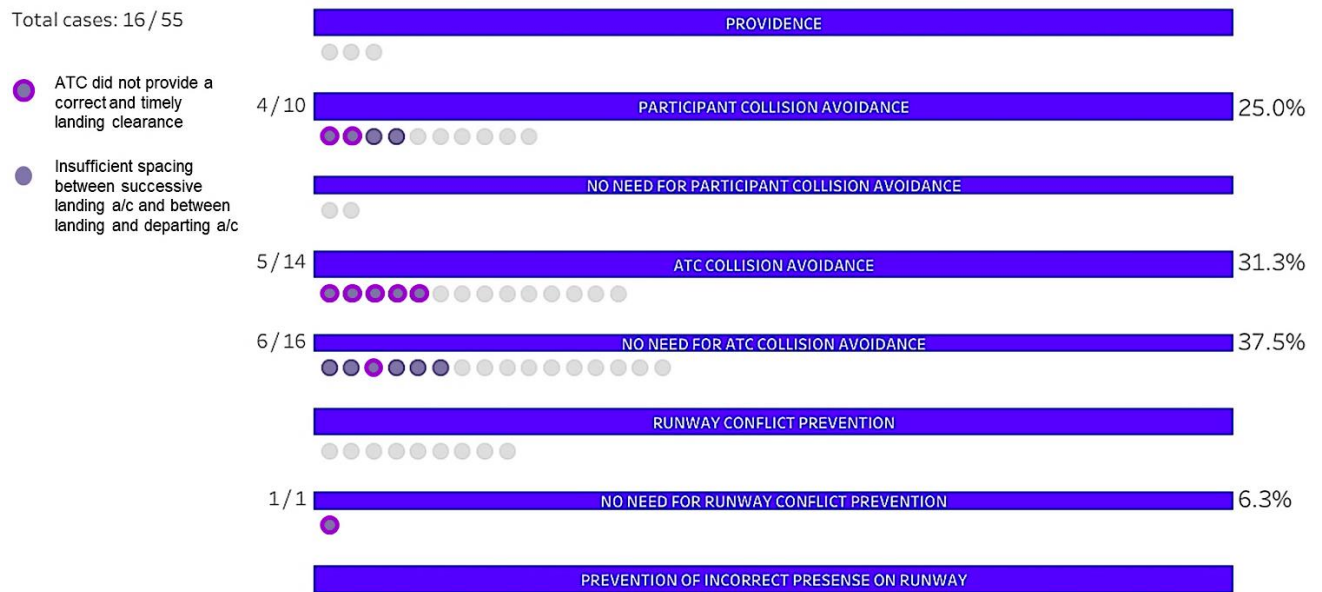 Total cases: 16/55
PROVIDENCE
ATC did not provide a
correct and timely
landing clearance
4/10
PARTICIPANT COLLISION AVOIDANCE
25.0%
Insufficient spacing
between successive
landing a/c and between
landing and departing a/c
NO NEED FOR PARTICIPANT COLLISION AVOIDANCE
5/14
ATC COLLISION AVOIDANCE
31.3%
6/16
NO NEED FOR ATC COLLISION AVOIDANCE
37.5%
RUNWAY CONFLICT PREVENTION
1/1
NO NEED FOR RUNWAY CONFLICT PREVENTION
6.3%
PREVENTION OF INCORRECT PRESENSE ON RUNWAY